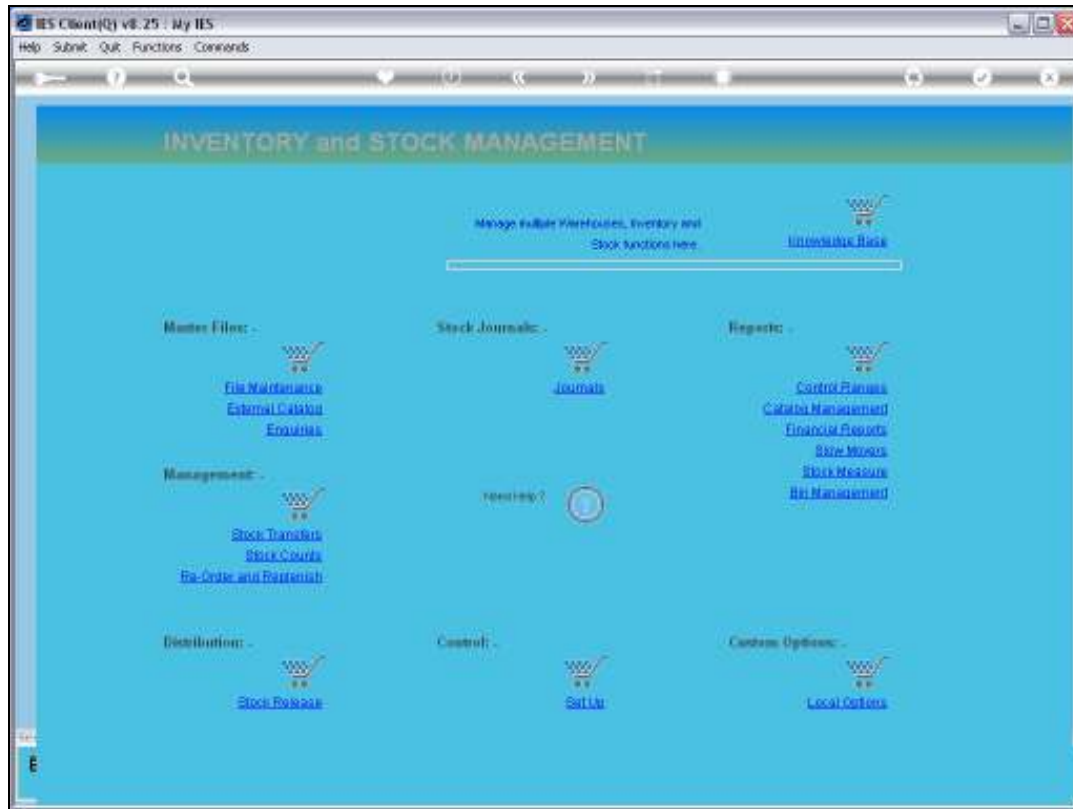 IES Client(Q) v8.25 : My IES
Help Submit Quit Functions Commands
INVENTORY and STOCK MANAGEMENT
Manage multiple Warehouses, Inventory and
Stock functions here.
Knowledge Base
Master Files: -
File Maintenance
External Catalog
Enquiries
Stock Journals: -
Journals
Reports: -
Control Ranges
Catalog Management
Financial Reports
Slow Movers
Stock Measure
Bin Management
Management: -
Stock Transfers
Stock Counts
Re-Order and Replenish
Need Help ?
Distribution: -
Stock Release
Control: -
Set Up
Custom Options: -
Local Options